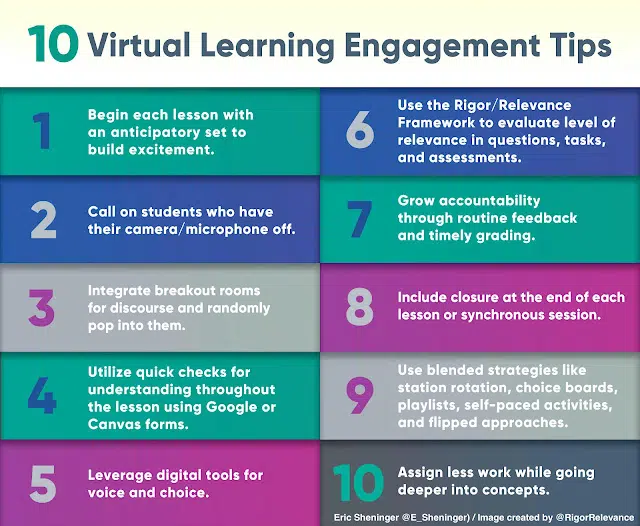 10 Virtual Learning Engagement Tips
1
Begin each lesson with
an anticipatory set to
build excitement.
2
Call on students who have
their camera/microphone off.
3
Integrate breakout rooms
for discourse and randomly
pop into them.
4
Utilize quick checks for
understanding throughout
the lesson using Google or
Canvas forms.
5
Leverage digital tools for
voice and choice.
6
Use the Rigor/Relevance
Framework to evaluate level of
relevance in questions, tasks,
and assessments.
7
Grow accountability
through routine feedback
and timely grading.
8
Include closure at the end of each
lesson or synchronous session.
9
Use blended strategies like
station rotation, choice boards,
playlists, self-paced activities,
and flipped approaches.
10
Assign less work while going
deeper into concepts.
Eric Sheninger @E_Sheninger) / Image created by @RigorRelevance